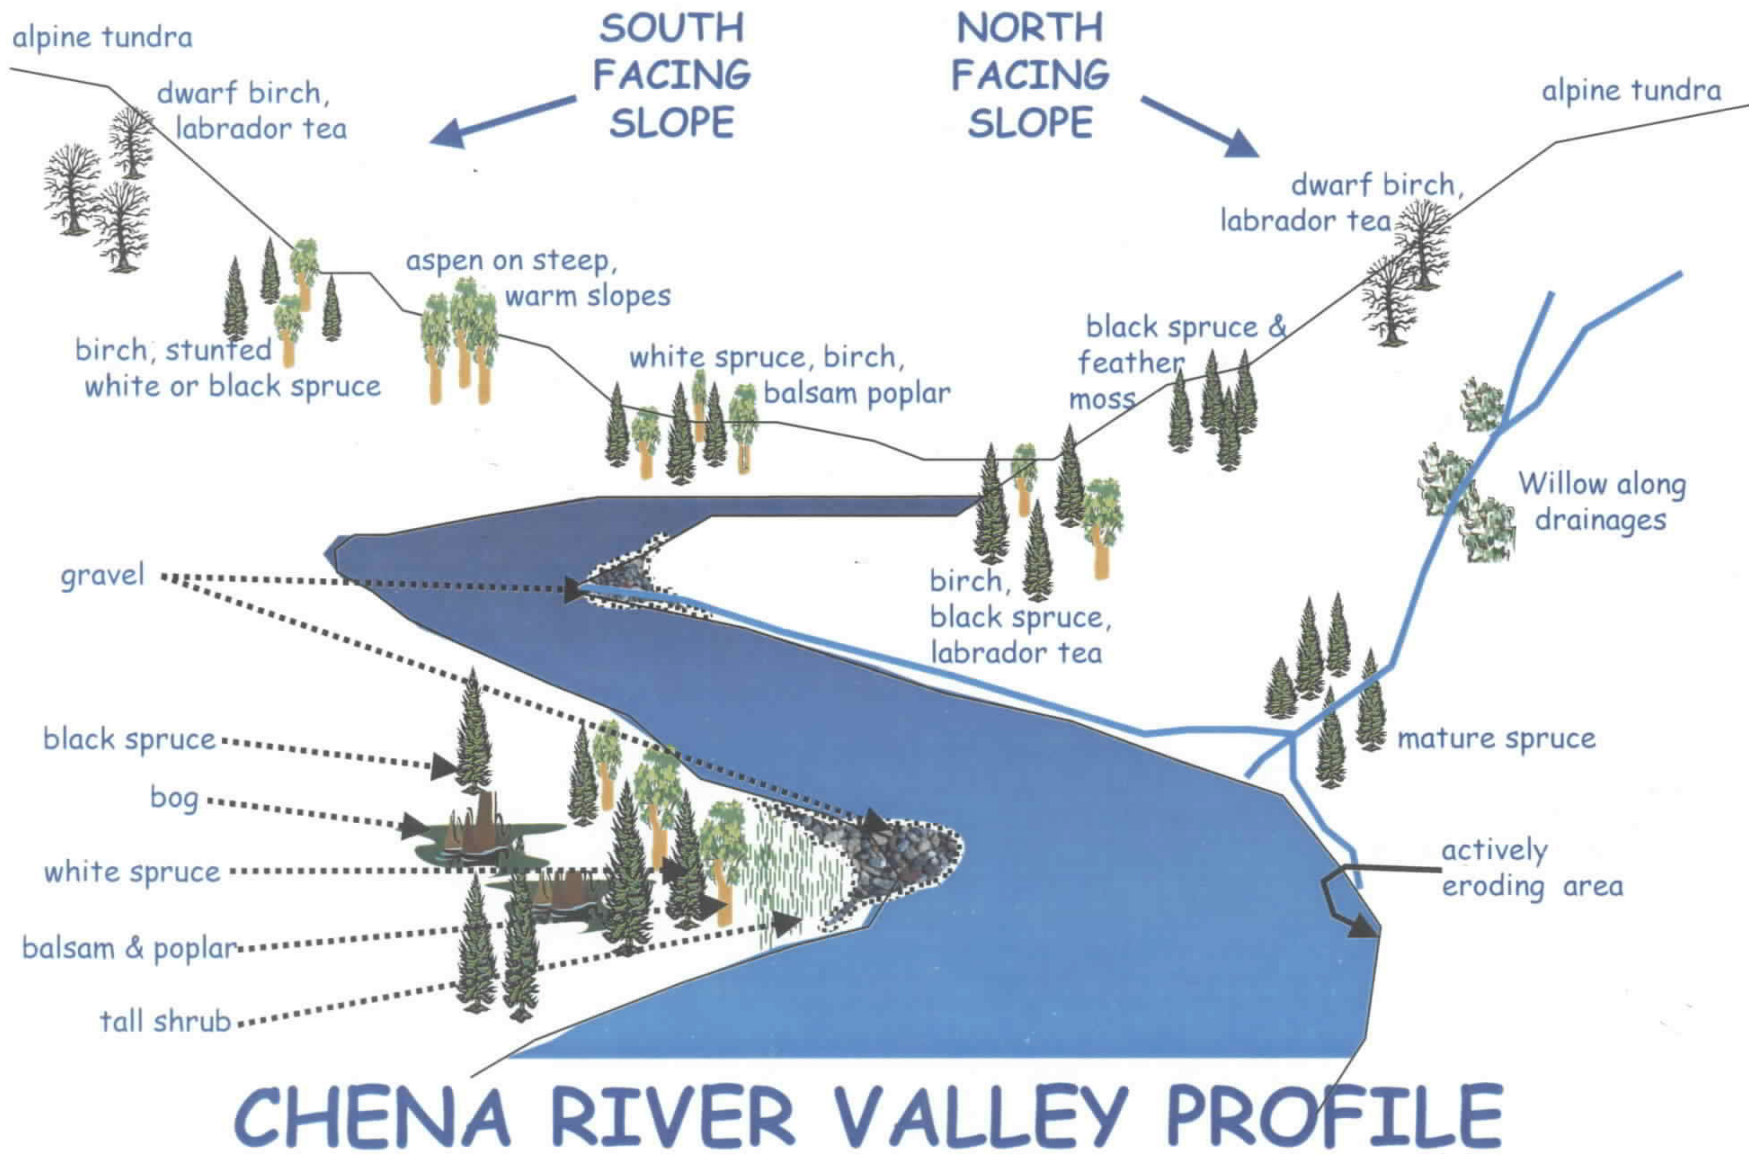 SOUTH
FACING
SLOPE
NORTH
FACING
SLOPE
alpine tundra
dwarf birch,
labrador tea
aspen on steep,
warm slopes
birch, stunted
white or black spruce
white spruce, birch,
balsam poplar
black spruce &
feather
moss
dwarf birch,
labrador tea
alpine tundra
Willow along
drainages
gravel
birch,
black spruce,
labrador tea
mature spruce
black spruce
bog
white spruce
balsam & poplar
tall shrub
actively
eroding area
CHENA RIVER VALLEY PROFILE